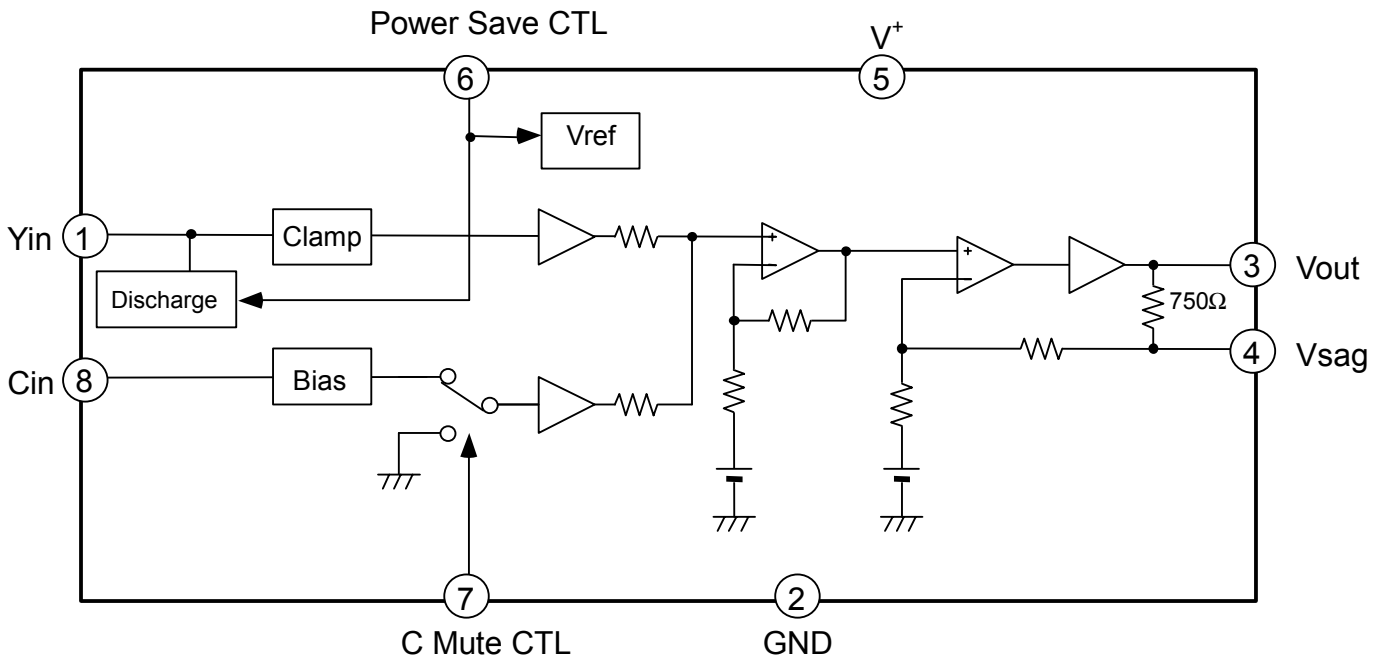 Power Save CTL
V+
6
5
Vref
Yin
1
Clamp
+
−
+
−
3
Vout
Discharge
750Ω
4
Vsag
Cin
8
Bias
7
2
C Mute CTL
GND